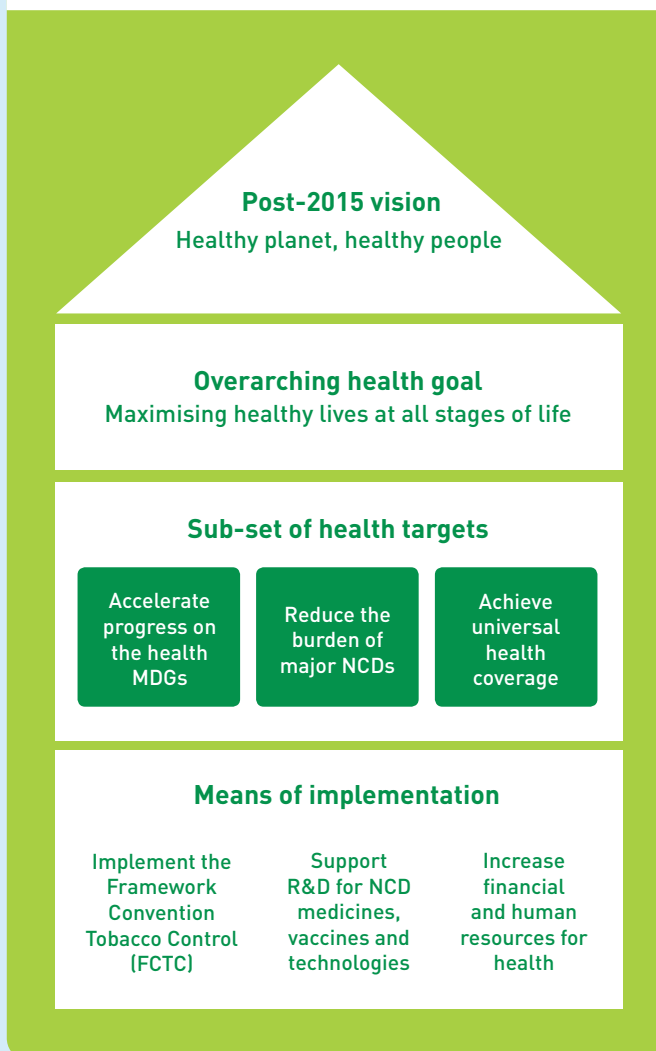 Post-2015 vision
Healthy planet, healthy people
Overarching health goal
Maximising healthy lives at all stages of life
Sub-set of health targets
Accelerate
progress on
the health
MDGs
Reduce the
burden of
major NCDs
Achieve
universal
health
coverage
Means of implementation
Implement the
Framework
Convention
Tobacco Control
(FCTC)
Support
R&D for NCD
medicines,
vaccines and
technologies
Increase
financial
and human
resources for
health